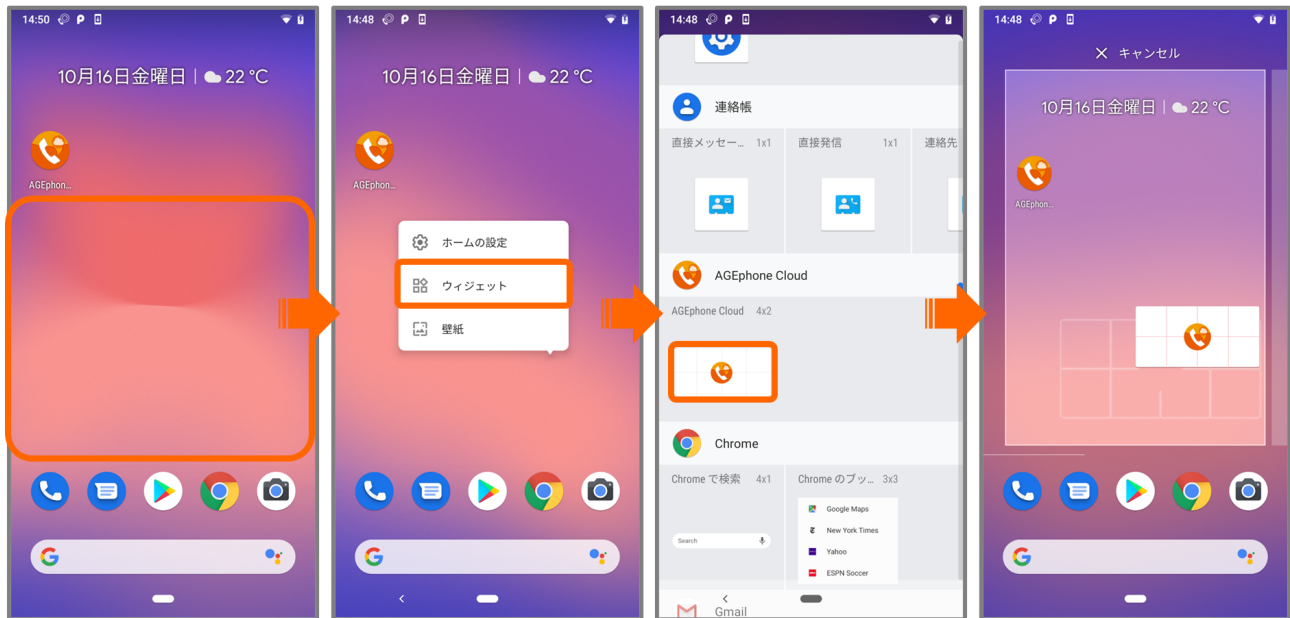 14:50
10月16日金曜日 22 °C
AGEphon...
14:48
10月16日金曜日 22 °C
AGEphon...
ホームの設定
ウィジェット
壁紙
14:48
連絡帳
直接メッセー... 1x1
直接発信 1x1
連絡先
AGEphone Cloud
AGEphone Cloud 4x2
Chrome
Chrome で検索 4x1
Chrome のブッ... 3x3
Search
Google Maps
New York Times
Yahoo
ESPN Soccer
Gmail
14:48
× キャンセル
10月16日金曜日 22 °C
AGEphon...